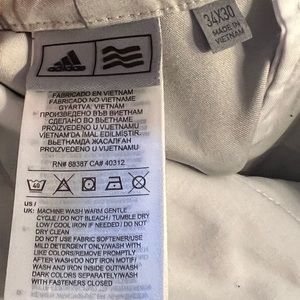 adidas
34X30
MADE IN
VIETNAM
FABRICADO EN VIETNAM
FABRICADO NO VIETNAM
GYÁRTVA: VIETNAM
ПРОИЗВЕДЕНО ВЪВ ВИЕТНАМ
СДЕЛАНО ВО ВЬЕТНАМЕ
PROIZVEDENO U VIJETNAMU
VIETNAM'DA İMAL EDİLMİŞTİR.
ВЬЕТНАМДА ЖАСАЛҒАН
PROIZVEDENO U VIJETNAMU
RN# 88387 CA# 40312
40
US /
UK: MACHINE WASH WARM GENTLE
CYCLE / DO NOT BLEACH / TUMBLE DRY
LOW / COOL IRON IF NEEDED / DO NOT
DRY CLEAN
DO NOT USE FABRIC SOFTENER/USE
MILD DETERGENT ONLY/WASH WITH
LIKE COLORS/REMOVE PROMPTLY
AFTER WASH/DO NOT IRON MOTIF/
WASH AND IRON INSIDE OUT/WASH
DARK COLORS SEPARATELY/WASH
WITH FASTENERS CLOSED